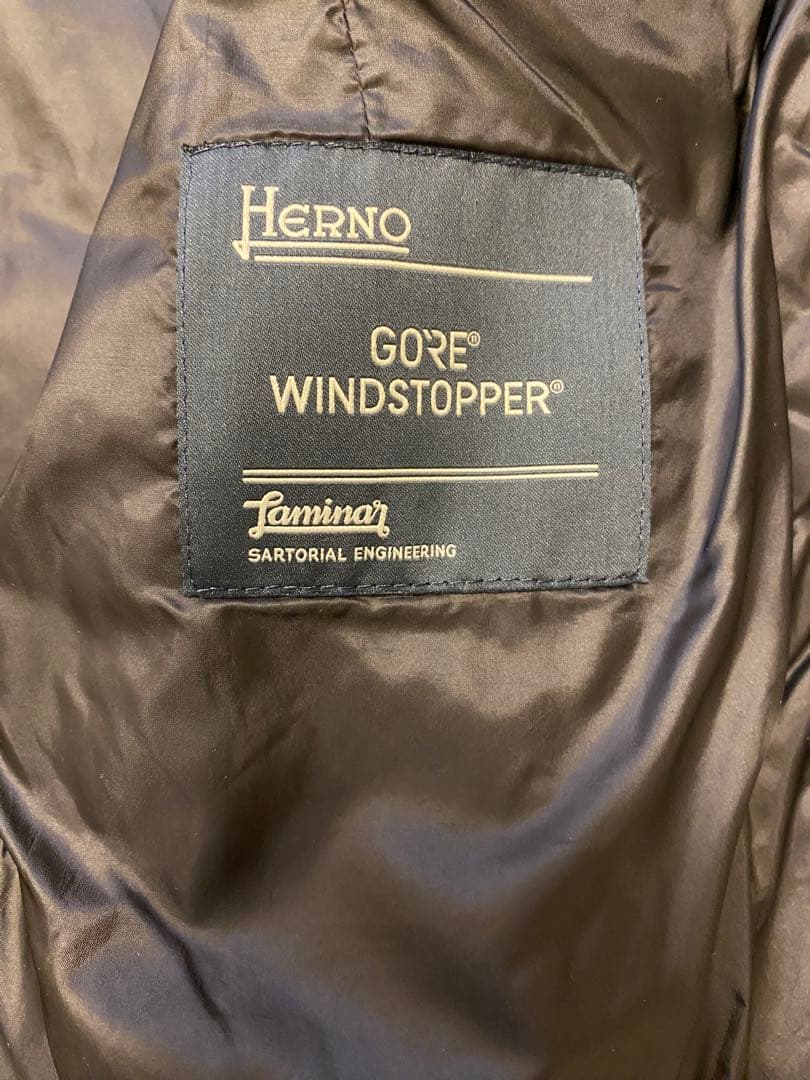 HERNO
GORE®
WINDSTOPPER®
Laminar
SARTORIAL ENGINEERING